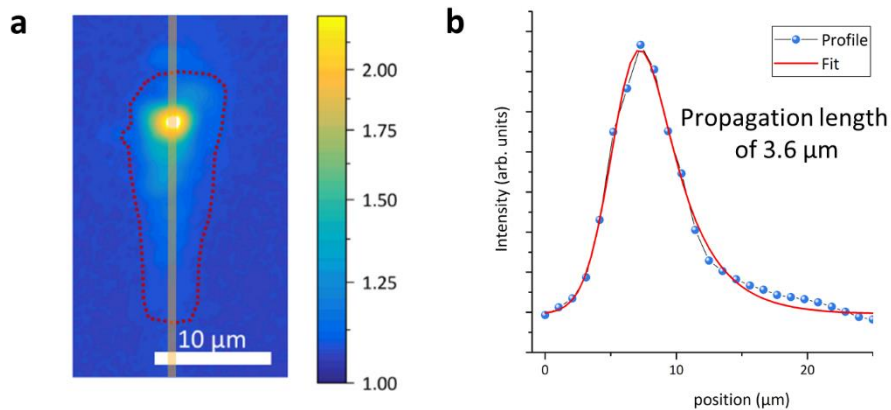 a
2.00
1.75
1.50
1.25
1.00
10 µm
b
Profile
Fit
Propagation length
of 3.6 µm
Intensity (arb. units)
0
10
20
position (µm)